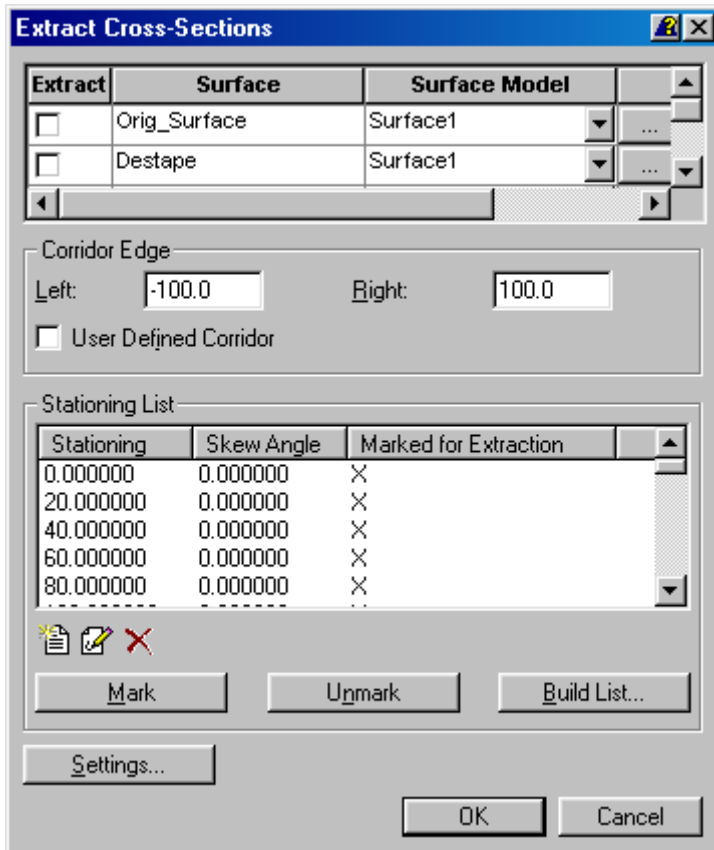 Extract Cross-Sections
Extract Surface Surface Model
Orig_Surface Surface1 ...
Destape Surface1 ...
Corridor Edge
Left: -100.0 Right: 100.0
User Defined Corridor
Stationing List
Stationing Skew Angle Marked for Extraction
0.000000 0.000000 X
20.000000 0.000000 X
40.000000 0.000000 X
60.000000 0.000000 X
80.000000 0.000000 X
Mark Unmark Build List...
Settings...
OK Cancel